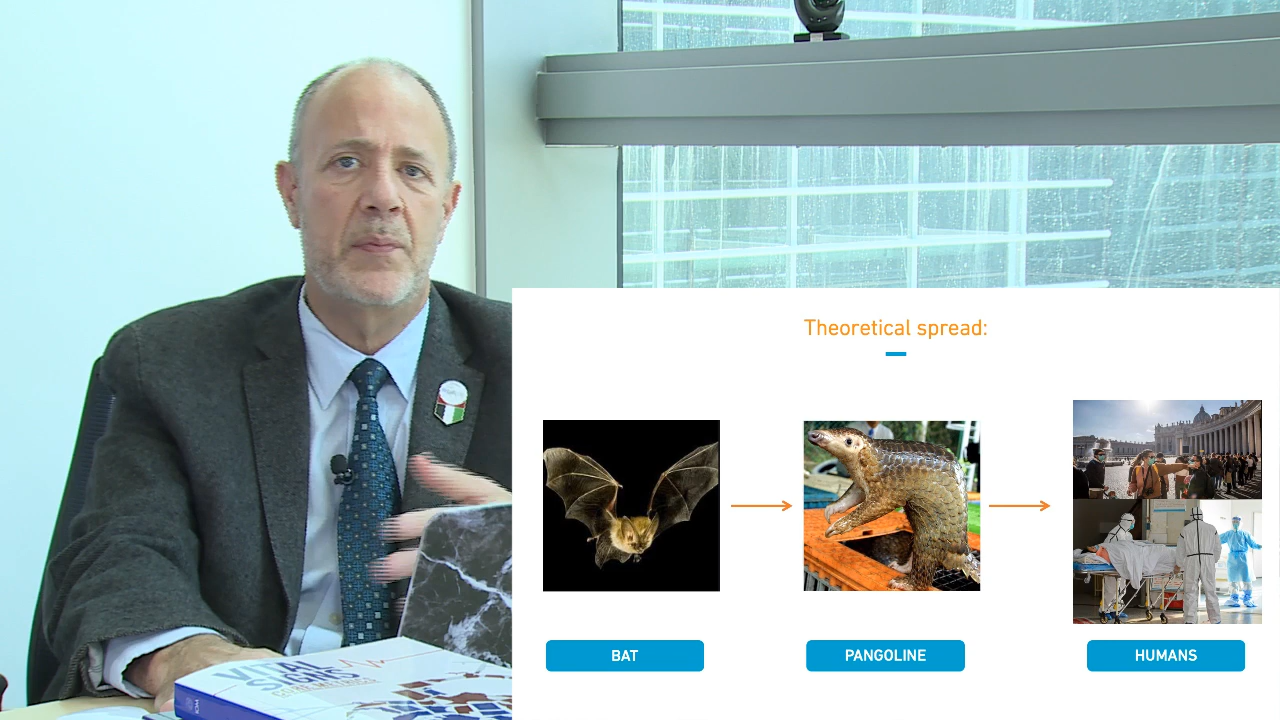 Theoretical spread:
BAT
PANGOLINE
HUMANS
VITAL
SIGNS